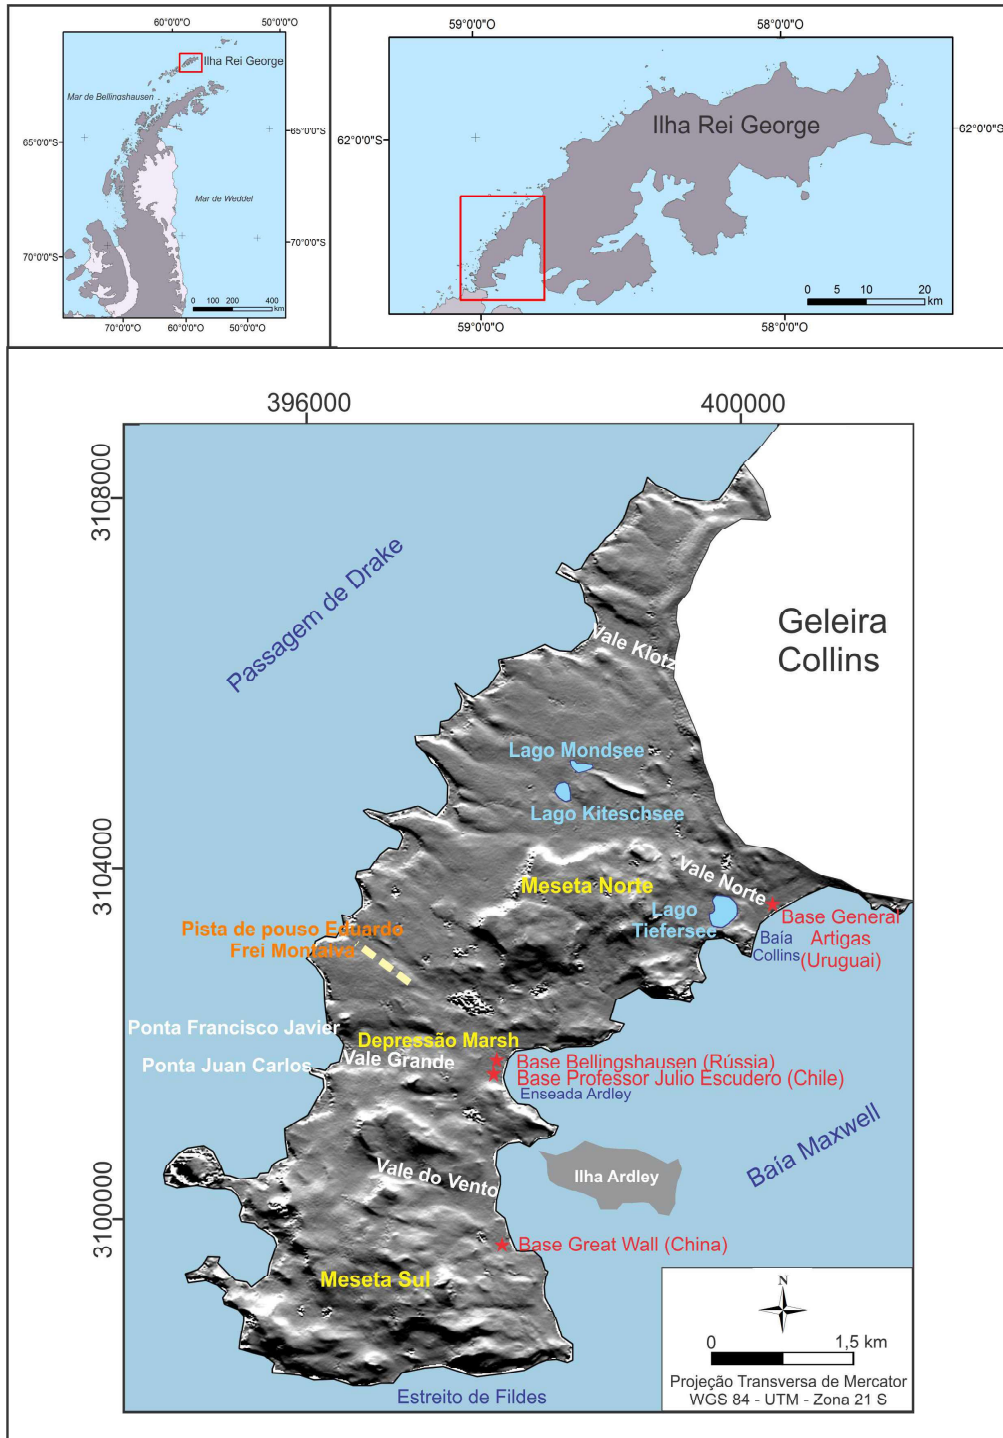 60°0'0"O
50°0'0"O
Ilha Rei George
Mar de Bellingshausen
65°0'0"S
65°0'0"S
Mar de Weddel
70°0'0"S
70°0'0"S
0 100 200 400
km
70°0'0"O
60°0'0"O
50°0'0"O
59°0'0"O
58°0'0"O
Ilha Rei George
62°0'0"S
62°0'0"S
0 5 10 20
km
59°0'0"O
58°0'0"O
396000
400000
3108000
Passagem de Drake
Geleira
Collins
Vale Klotz
Lago Mondsee
Lago Kiteschsee
3104000
Meseta Norte
Vale Norte
Lago
Tiefersee
Base General
Artigas
(Uruguai)
Baía
Collins
Pista de pouso Eduardo
Frei Montalva
Ponta Francisco Javier
Depressão Marsh
Ponta Juan Carlos
Vale Grande
Base Bellingshausen (Rússia)
Base Professor Julio Escudero (Chile)
Enseada Ardley
Baía Maxwell
Ilha Ardley
Vale do Vento
3100000
Base Great Wall (China)
Meseta Sul
Estreito de Fildes
N
0 1,5 km
Projeção Transversa de Mercator
WGS 84 - UTM - Zona 21 S